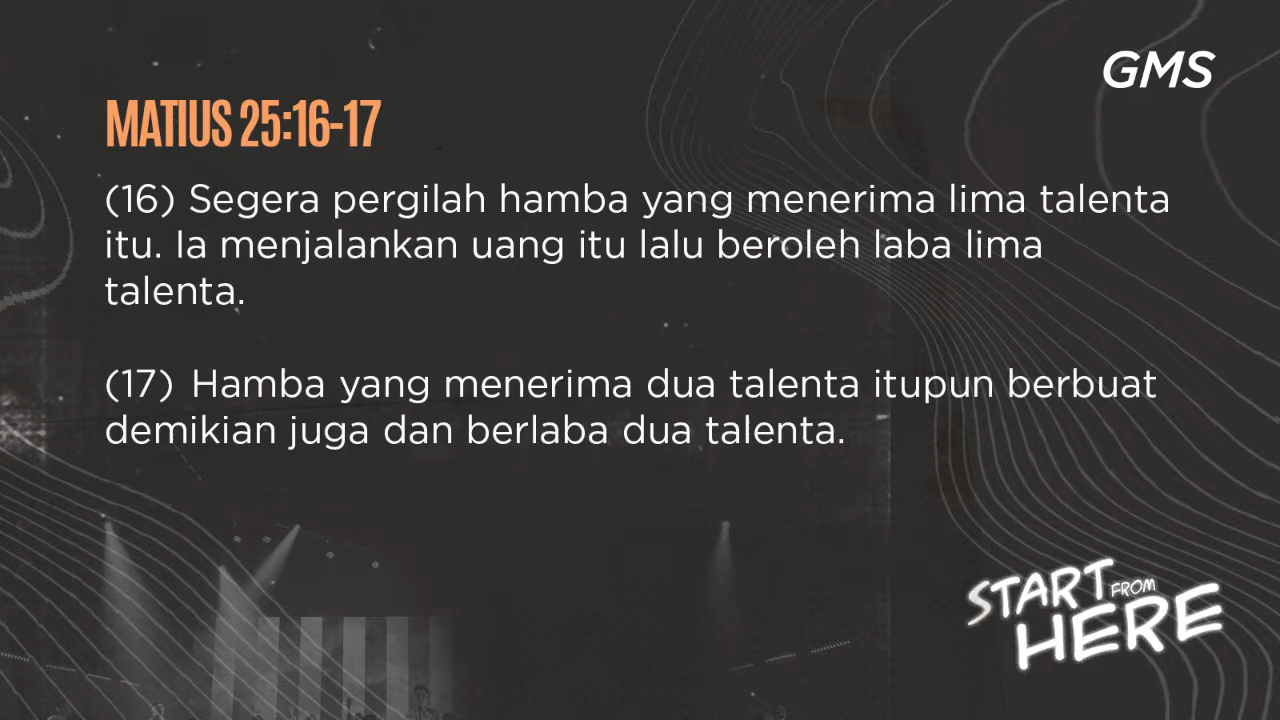 GMS
MATIUS 25:16-17
(16) Segera pergilah hamba yang menerima lima talenta
itu. Ia menjalankan uang itu lalu beroleh laba lima
talenta.
(17) Hamba yang menerima dua talenta itupun berbuat
demikian juga dan berlaba dua talenta.
START FROM
HERE